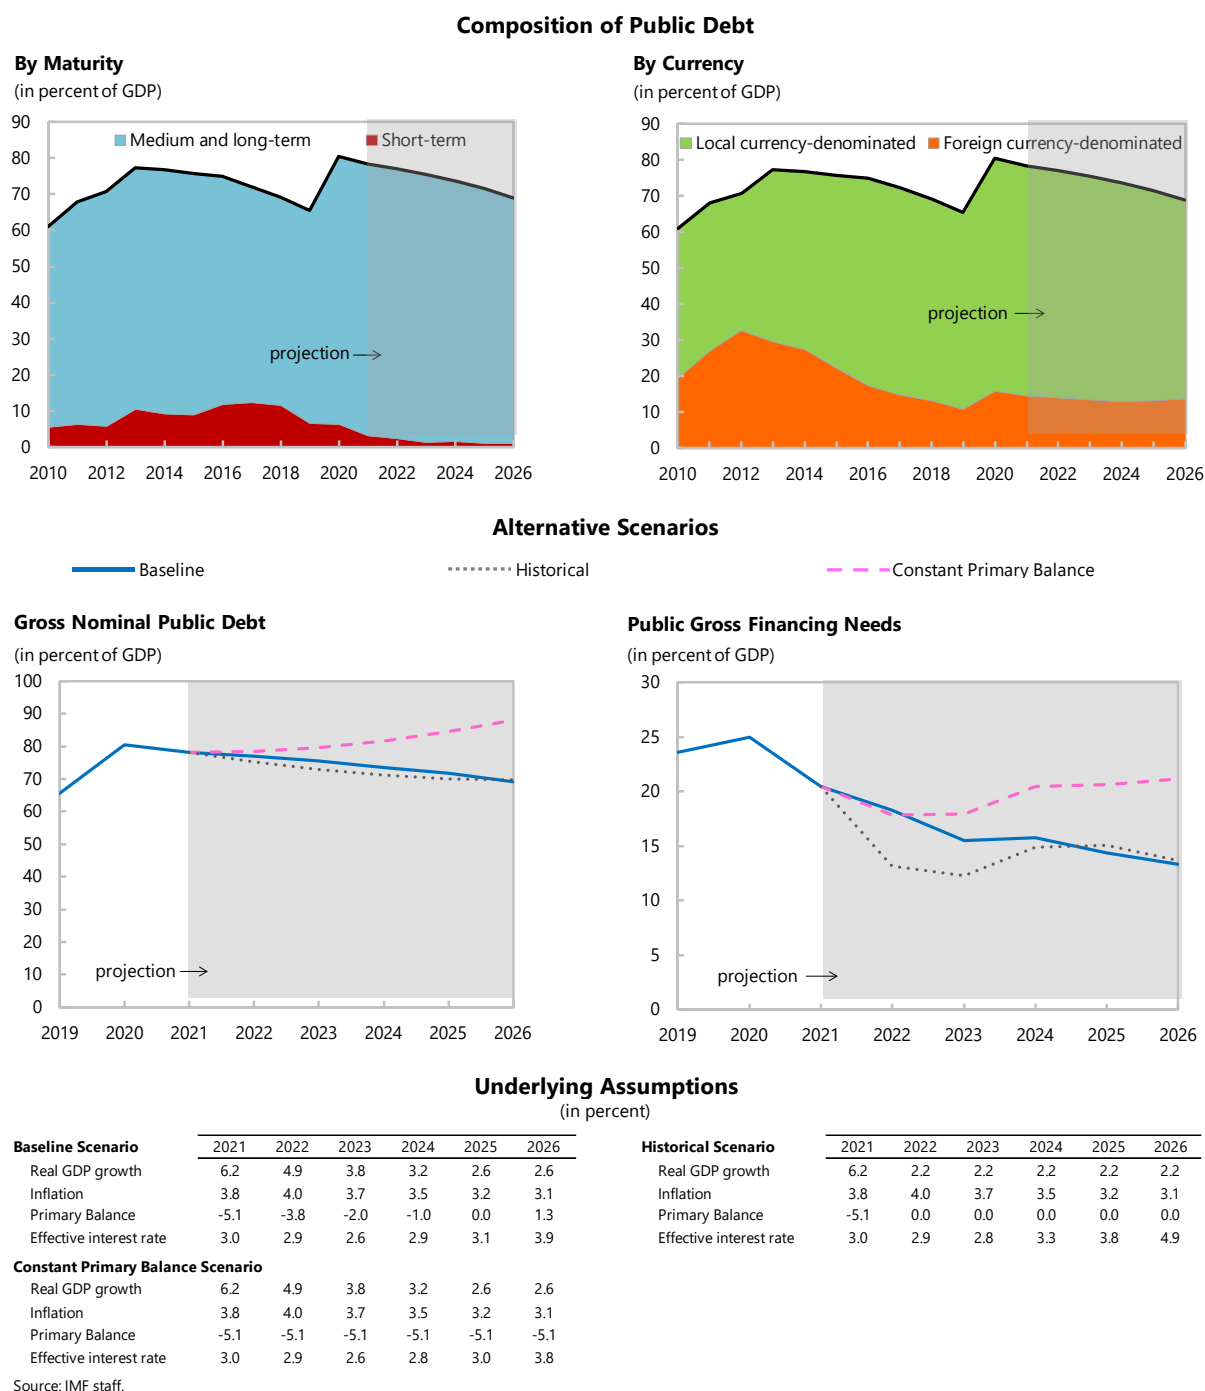 Composition of Public Debt
By Maturity
(in percent of GDP)
90
80
70
60
50
40
30
20
10
0
Medium and long-term
Short-term
projection
2010 2012 2014 2016 2018 2020 2022 2024 2026
By Currency
(in percent of GDP)
90
80
70
60
50
40
30
20
10
0
Local currency-denominated
Foreign currency-denominated
projection
2010 2012 2014 2016 2018 2020 2022 2024 2026
Alternative Scenarios
Baseline
Historical
Constant Primary Balance
Gross Nominal Public Debt
(in percent of GDP)
100
90
80
70
60
50
40
30
20
10
0
projection
2019 2020 2021 2022 2023 2024 2025 2026
Public Gross Financing Needs
(in percent of GDP)
30
25
20
15
10
5
0
projection
2019 2020 2021 2022 2023 2024 2025 2026
Underlying Assumptions
(in percent)
Baseline Scenario 2021 2022 2023 2024 2025 2026
Real GDP growth 6.2 4.9 3.8 3.2 2.6 2.6
Inflation 3.8 4.0 3.7 3.5 3.2 3.1
Primary Balance -5.1 -3.8 -2.0 -1.0 0.0 1.3
Effective interest rate 3.0 2.9 2.6 2.9 3.1 3.9
Constant Primary Balance Scenario
Real GDP growth 6.2 4.9 3.8 3.2 2.6 2.6
Inflation 3.8 4.0 3.7 3.5 3.2 3.1
Primary Balance -5.1 -5.1 -5.1 -5.1 -5.1 -5.1
Effective interest rate 3.0 2.9 2.6 2.8 3.0 3.8
Historical Scenario 2021 2022 2023 2024 2025 2026
Real GDP growth 6.2 2.2 2.2 2.2 2.2 2.2
Inflation 3.8 4.0 3.7 3.5 3.2 3.1
Primary Balance -5.1 0.0 0.0 0.0 0.0 0.0
Effective interest rate 3.0 2.9 2.8 3.3 3.8 4.9
Source: IMF staff.